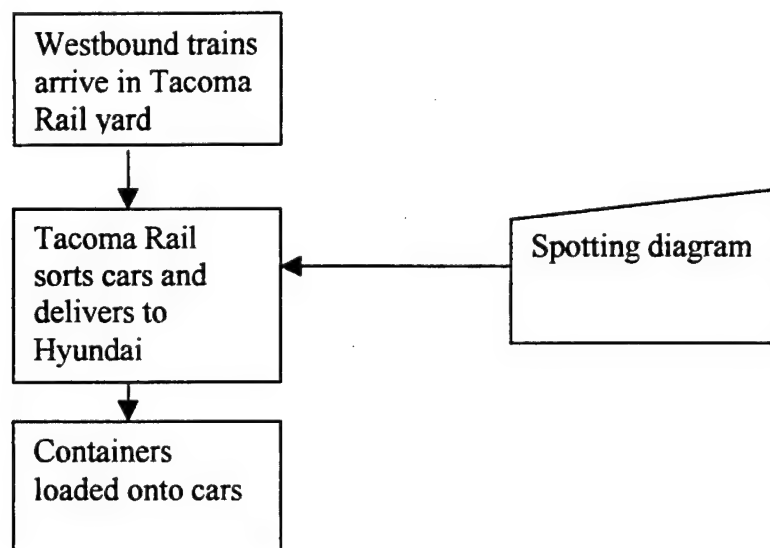 Westbound trains
arrive in Tacoma
Rail yard
Tacoma Rail
sorts cars and
delivers to
Hyundai
Spotting diagram
Containers
loaded onto cars